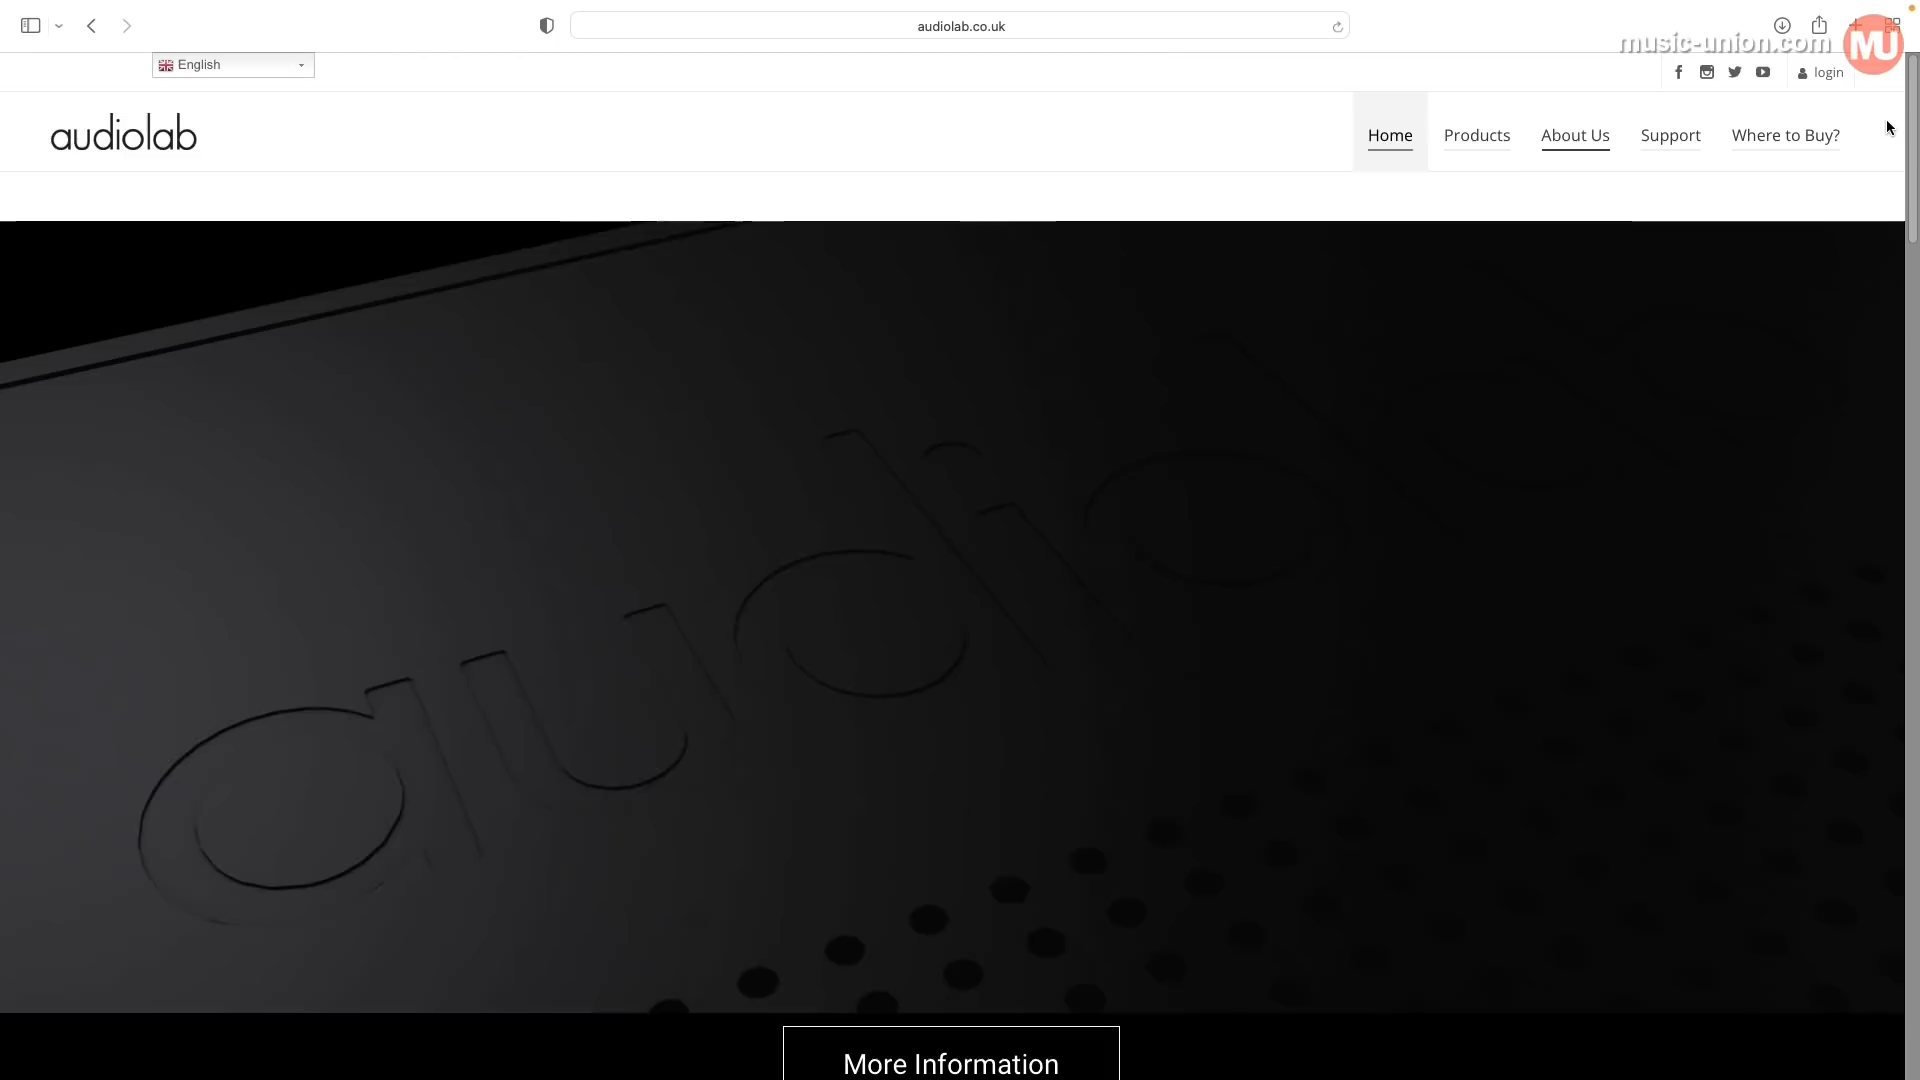 audiolab.co.uk
music-union.com MU
English
login
audiolab
Home Products About Us Support Where to Buy?
audio
More Information